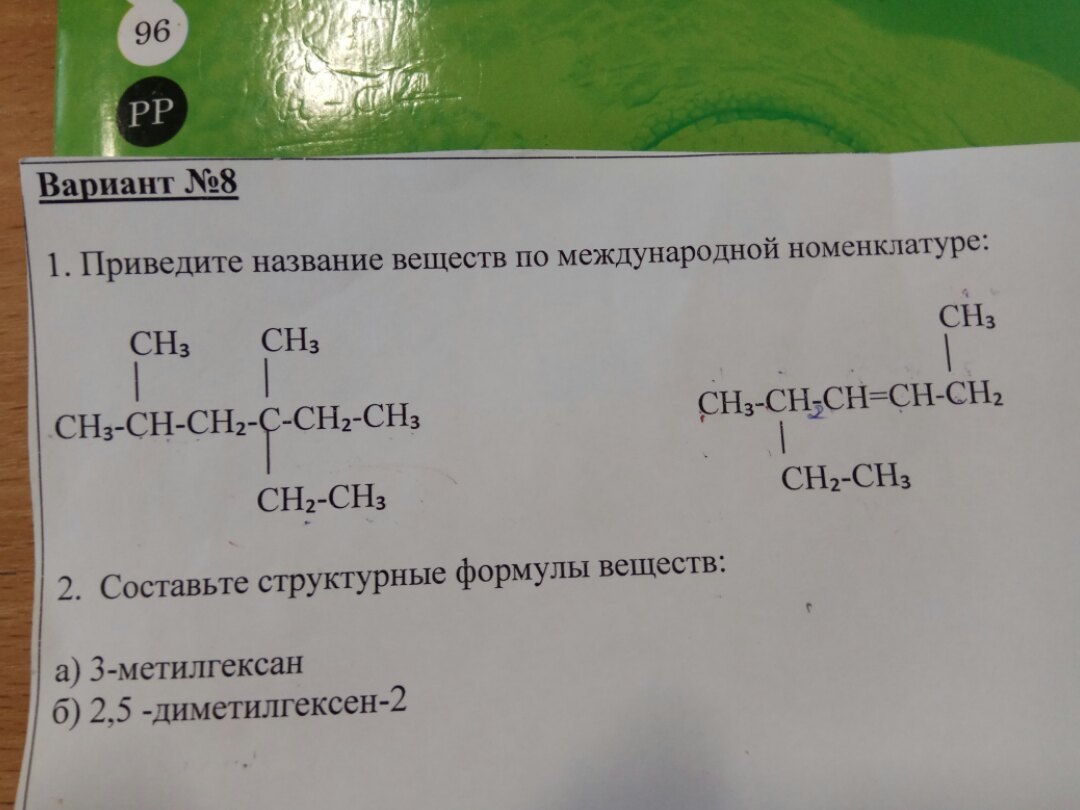 96
РР
Вариант №8
1. Приведите название веществ по международной номенклатуре:
CH₃ CH₃
| |
CH₃-CH-CH₂-C-CH₂-CH₃
|
CH₂-CH₃
CH₃
|
CH₃-CH-CH=CH-CH₂
2
|
CH₂-CH₃
2. Составьте структурные формулы веществ:
а) 3-метилгексан
б) 2,5 -диметилгексен-2